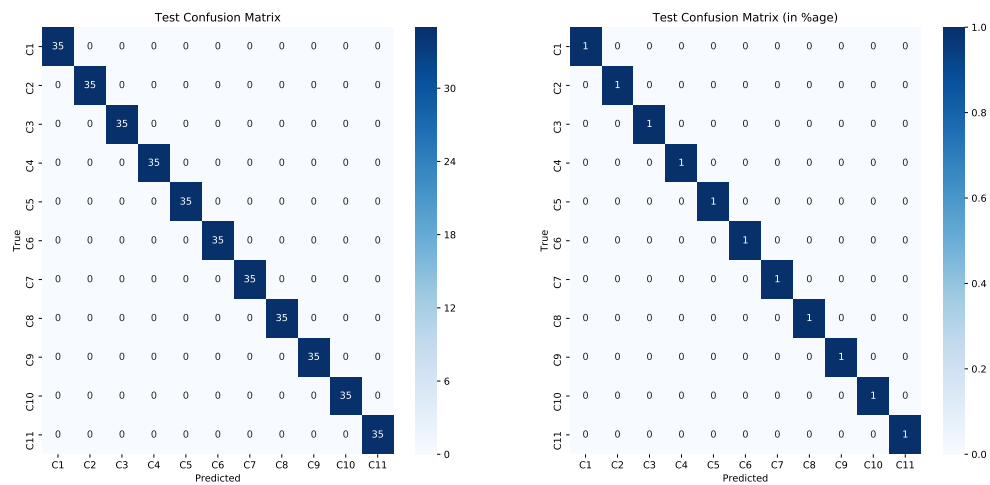 Test Confusion Matrix
C1 35 0 0 0 0 0 0 0 0 0 0
C2 0 35 0 0 0 0 0 0 0 0 0
C3 0 0 35 0 0 0 0 0 0 0 0
C4 0 0 0 35 0 0 0 0 0 0 0
C5 0 0 0 0 35 0 0 0 0 0 0
C6 0 0 0 0 0 35 0 0 0 0 0
C7 0 0 0 0 0 0 35 0 0 0 0
C8 0 0 0 0 0 0 0 35 0 0 0
C9 0 0 0 0 0 0 0 0 35 0 0
C10 0 0 0 0 0 0 0 0 0 35 0
C11 0 0 0 0 0 0 0 0 0 0 35
True
C1 C2 C3 C4 C5 C6 C7 C8 C9 C10 C11
Predicted
30
24
18
12
6
0
Test Confusion Matrix (in %age)
C1 1 0 0 0 0 0 0 0 0 0 0
C2 0 1 0 0 0 0 0 0 0 0 0
C3 0 0 1 0 0 0 0 0 0 0 0
C4 0 0 0 1 0 0 0 0 0 0 0
C5 0 0 0 0 1 0 0 0 0 0 0
C6 0 0 0 0 0 1 0 0 0 0 0
C7 0 0 0 0 0 0 1 0 0 0 0
C8 0 0 0 0 0 0 0 1 0 0 0
C9 0 0 0 0 0 0 0 0 1 0 0
C10 0 0 0 0 0 0 0 0 0 1 0
C11 0 0 0 0 0 0 0 0 0 0 1
True
C1 C2 C3 C4 C5 C6 C7 C8 C9 C10 C11
Predicted
1.0
0.8
0.6
0.4
0.2
0.0